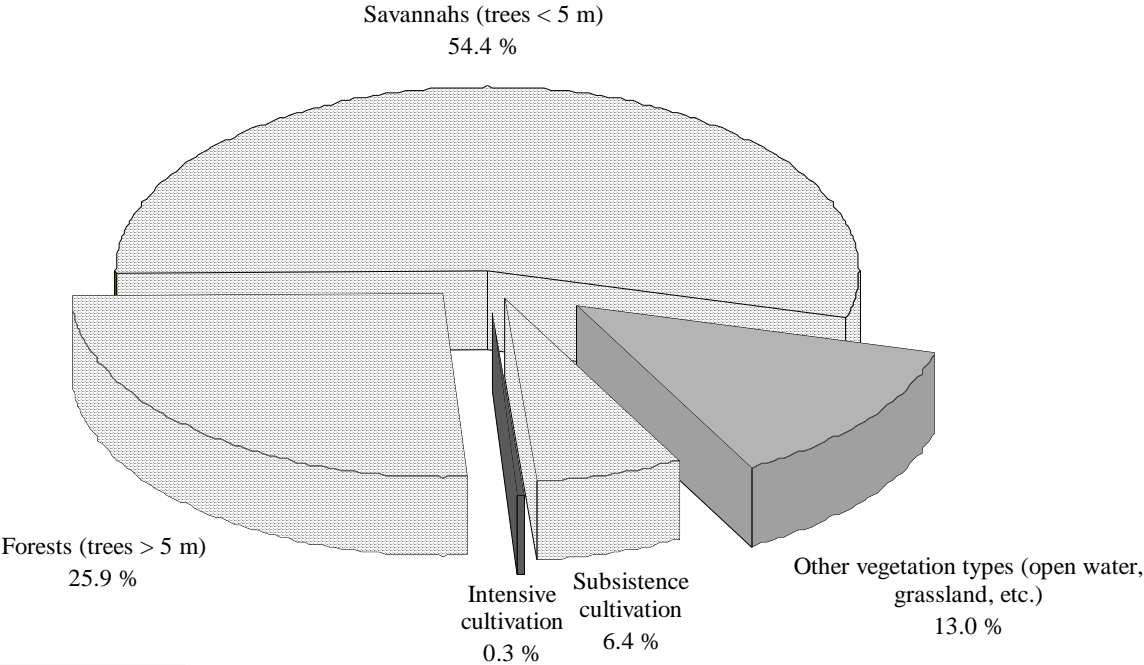 Savannahs (trees < 5 m)
54.4 %
Forests (trees > 5 m)
25.9 %
Intensive
cultivation
0.3 %
Subsistence
cultivation
6.4 %
Other vegetation types (open water,
grassland, etc.)
13.0 %